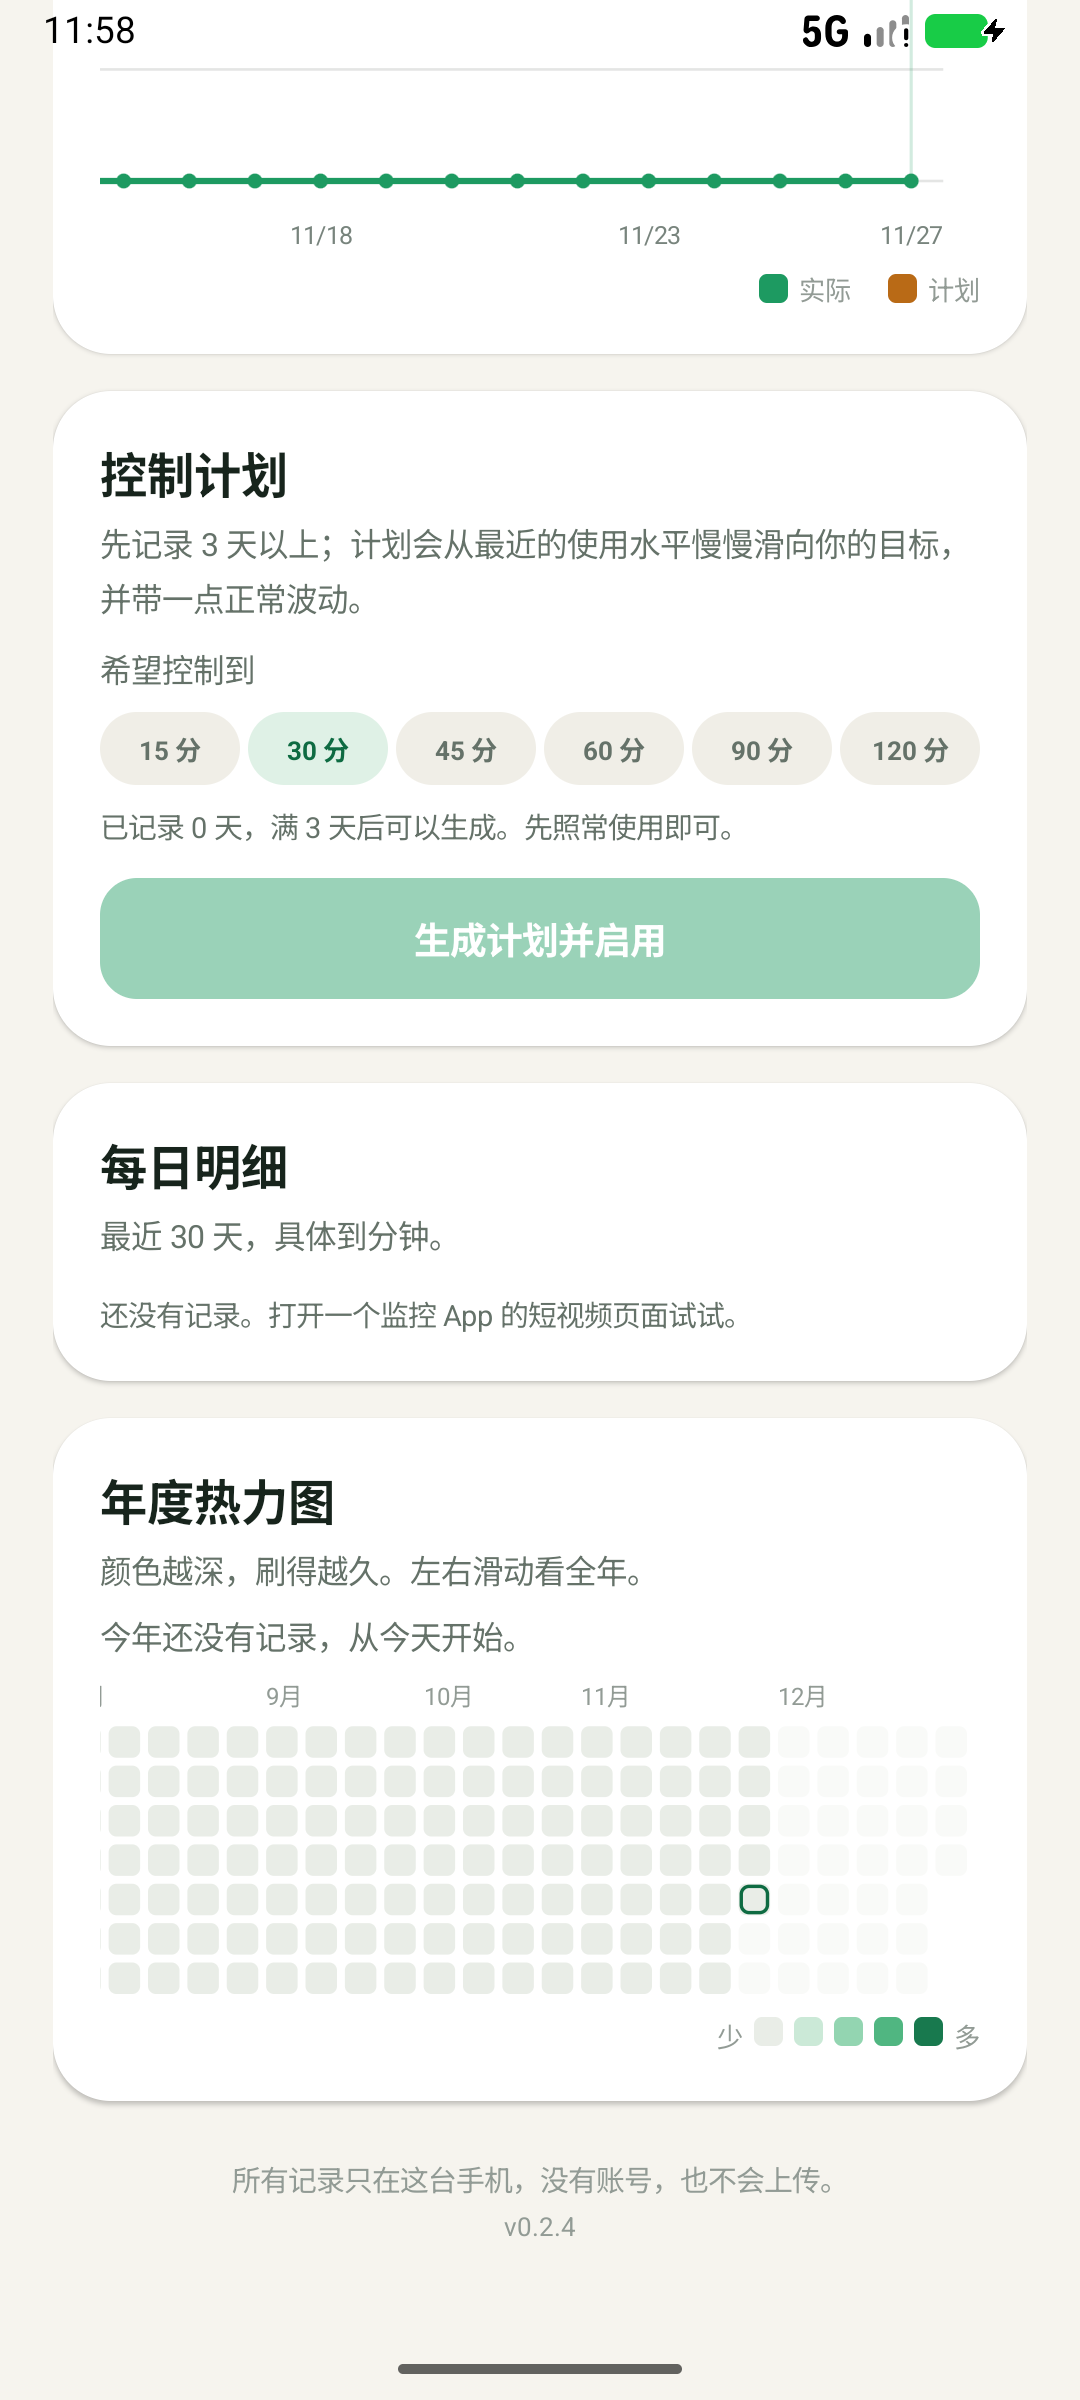 11:58
5G
11/18 11/23 11/27
实际 计划
控制计划
先记录 3 天以上；计划会从最近的使用水平慢慢滑向你的目标，
并带一点正常波动。
希望控制到
15 分 30 分 45 分 60 分 90 分 120 分
已记录 0 天，满 3 天后可以生成。先照常使用即可。
生成计划并启用
每日明细
最近 30 天，具体到分钟。
还没有记录。打开一个监控 App 的短视频页面试试。
年度热力图
颜色越深，刷得越久。左右滑动看全年。
今年还没有记录，从今天开始。
9月 10月 11月 12月
少 多
所有记录只在这台手机，没有账号，也不会上传。
v0.2.4